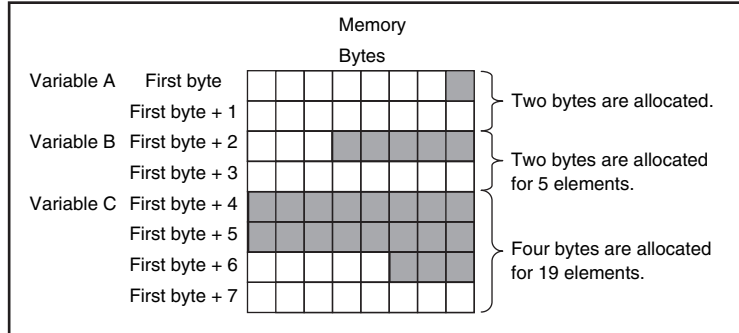 Memory
Bytes
Variable A First byte
First byte + 1
Two bytes are allocated.
Variable B First byte + 2
First byte + 3
Two bytes are allocated
for 5 elements.
Variable C First byte + 4
First byte + 5
First byte + 6
First byte + 7
Four bytes are allocated
for 19 elements.